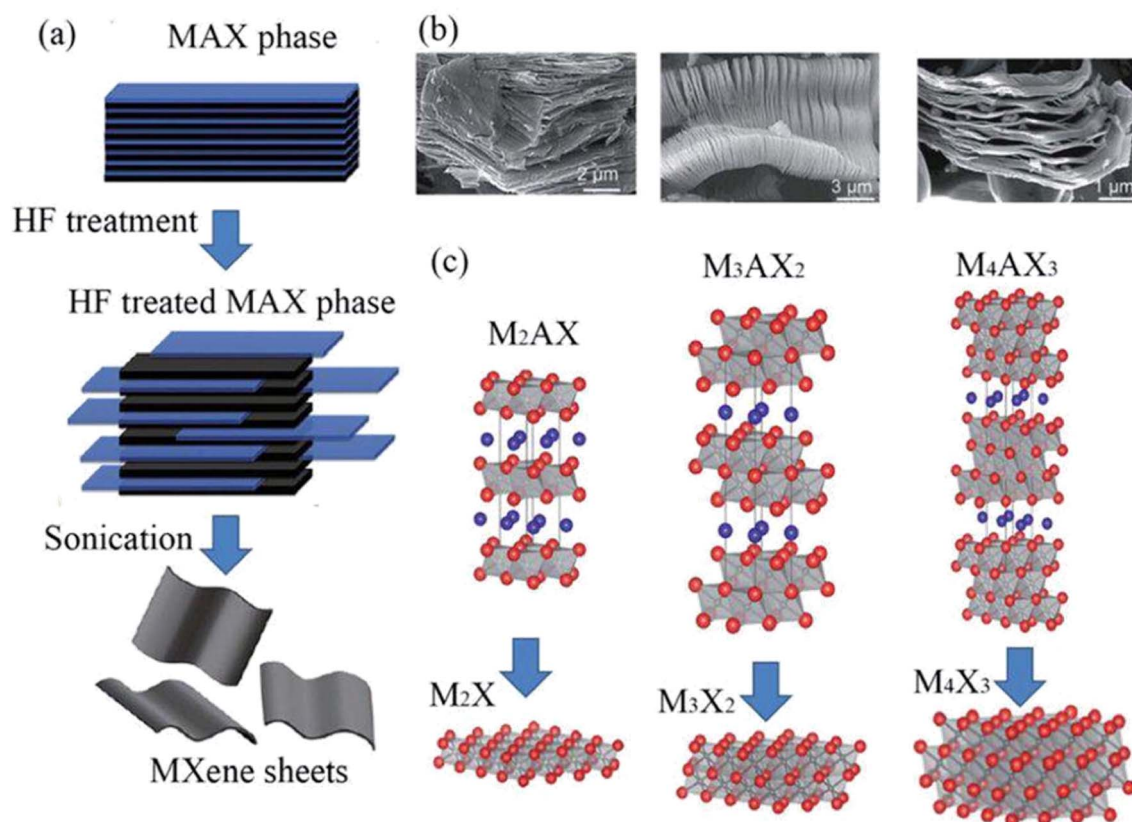 (a)
MAX phase
HF treatment
HF treated MAX phase
Sonication
MXene sheets
(b)
2 μm
3 μm
1 μm
(c)
M₂AX
M₃AX₂
M₄AX₃
M₂X
M₃X₂
M₄X₃